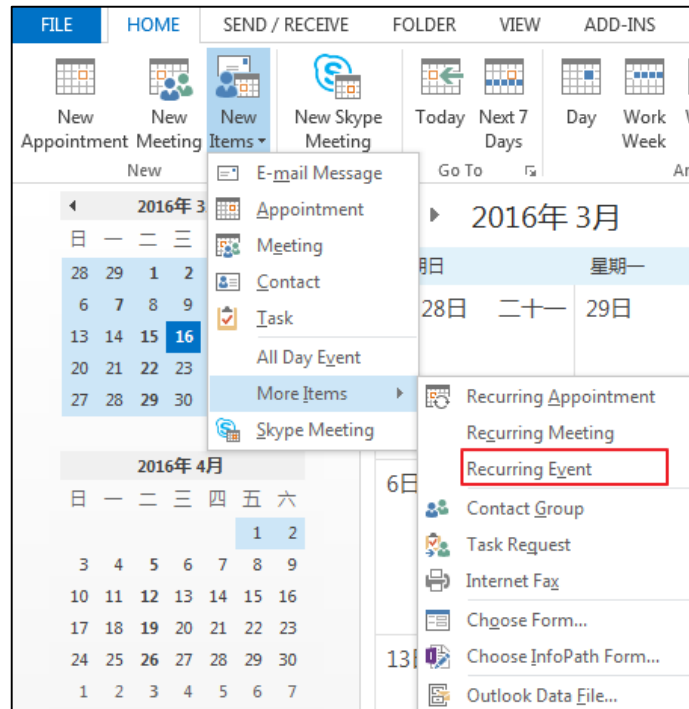 FILE HOME SEND / RECEIVE FOLDER VIEW ADD-INS
New Appointment
New Meeting
New Items
New Skype Meeting
Today
Next 7 Days
Day
Work Week
New
Go To
E-mail Message
Appointment
Meeting
Contact
Task
All Day Event
More Items
Skype Meeting
Recurring Appointment
Recurring Meeting
Recurring Event
Contact Group
Task Request
Internet Fax
Choose Form...
Choose InfoPath Form...
Outlook Data File...
2016年 3
日 一 二 三
28 29 1 2
6 7 8 9
13 14 15 16
20 21 22 23
27 28 29 30
2016年 4月
日 一 二 三 四 五 六
1 2
3 4 5 6 7 8 9
10 11 12 13 14 15 16
17 18 19 20 21 22 23
24 25 26 27 28 29 30
1 2 3 4 5 6 7
2016年 3月
期日 星期一
28日 二十一 29日
6日
13日